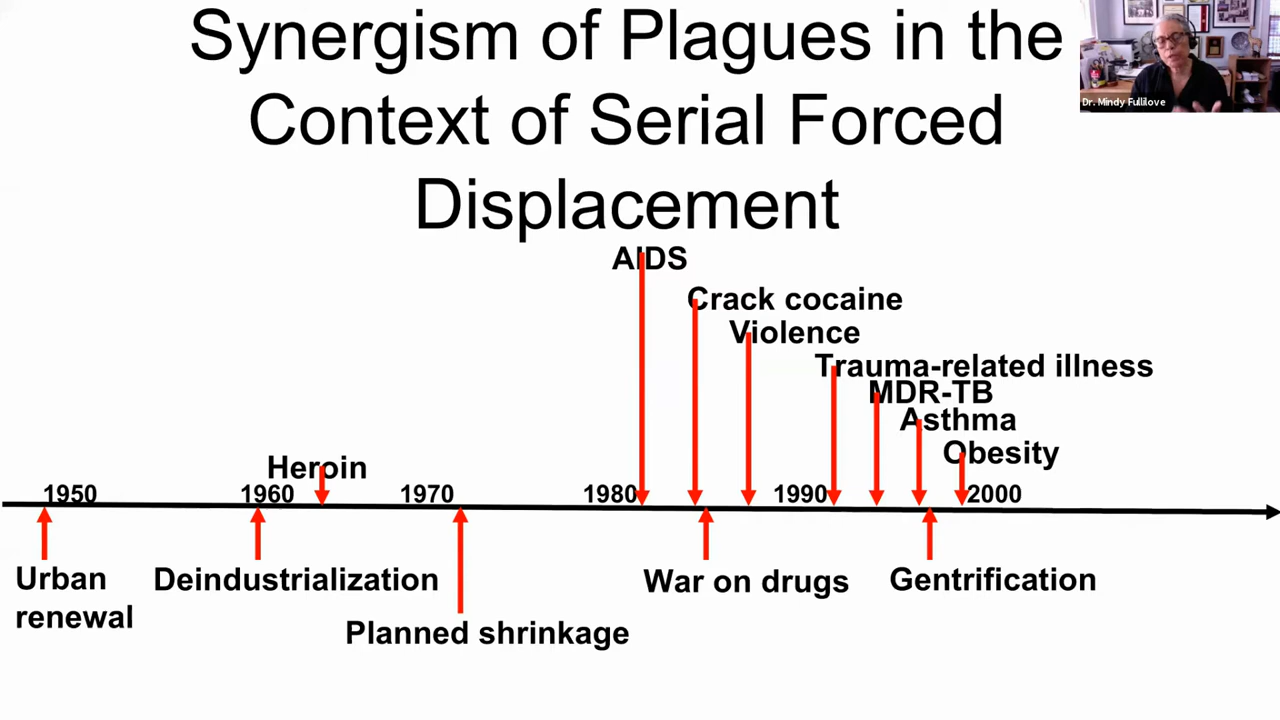 Synergism of Plagues in the
Context of Serial Forced
Displacement
Dr. Mindy Fullilove
AIDS
Crack cocaine
Violence
Trauma-related illness
MDR-TB
Asthma
Obesity
Heroin
1950 1960 1970 1980 1990 2000
Urban
renewal
Deindustrialization
Planned shrinkage
War on drugs
Gentrification